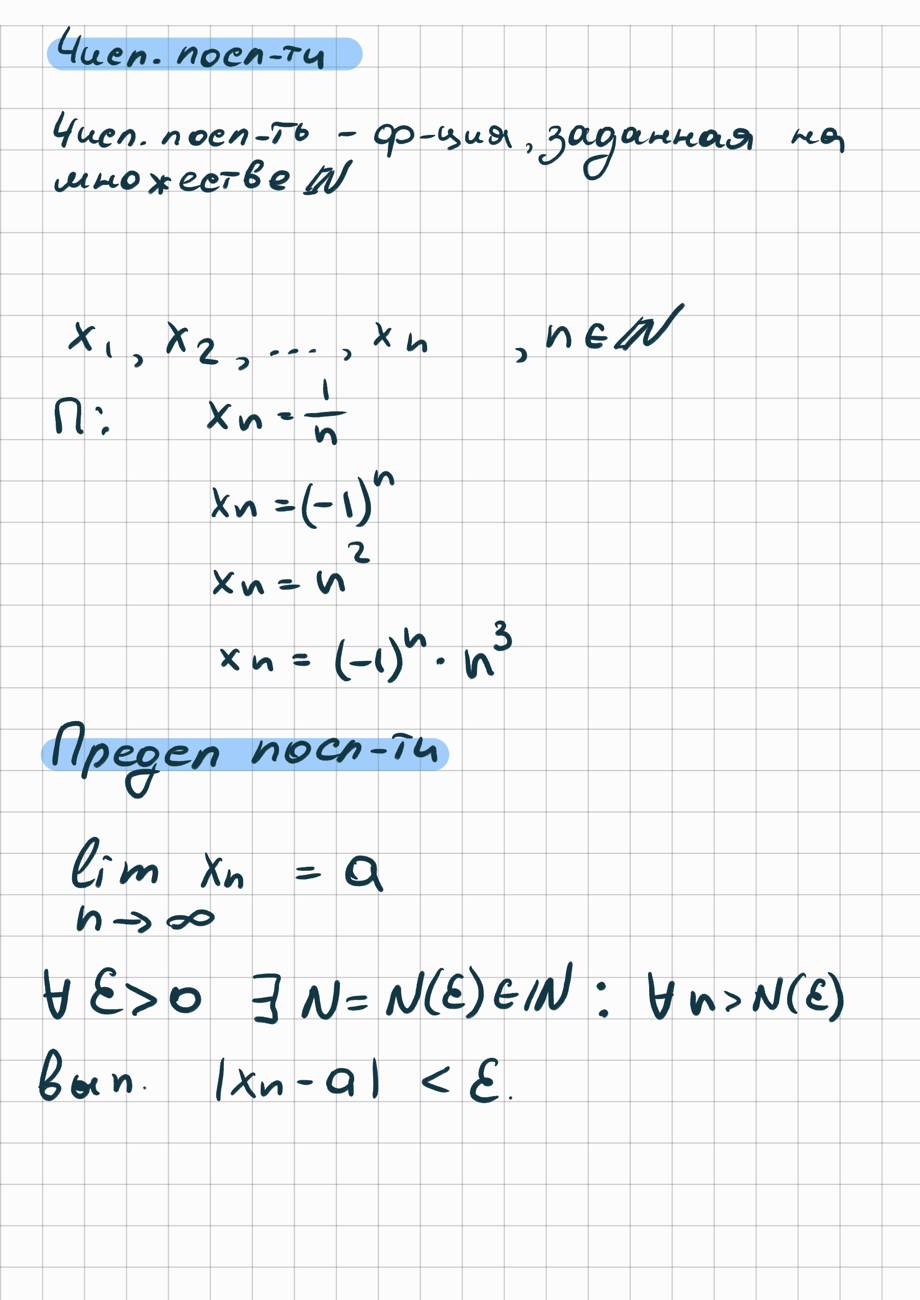 Числ. посл-ти
Числ. посл-ть - ф-ция, заданная на
множестве ℕ
x₁, x₂, ..., xₙ , n ∈ ℕ
П: xₙ = 1/n
xₙ = (-1)ⁿ
xₙ = n²
xₙ = (-1)ⁿ · n³
Предел посл-ти
lim xₙ = a
n → ∞
∀ ε > 0 ∃ N = N(ε) ∈ ℕ : ∀ n > N(ε)
вып. |xₙ - a| < ε.